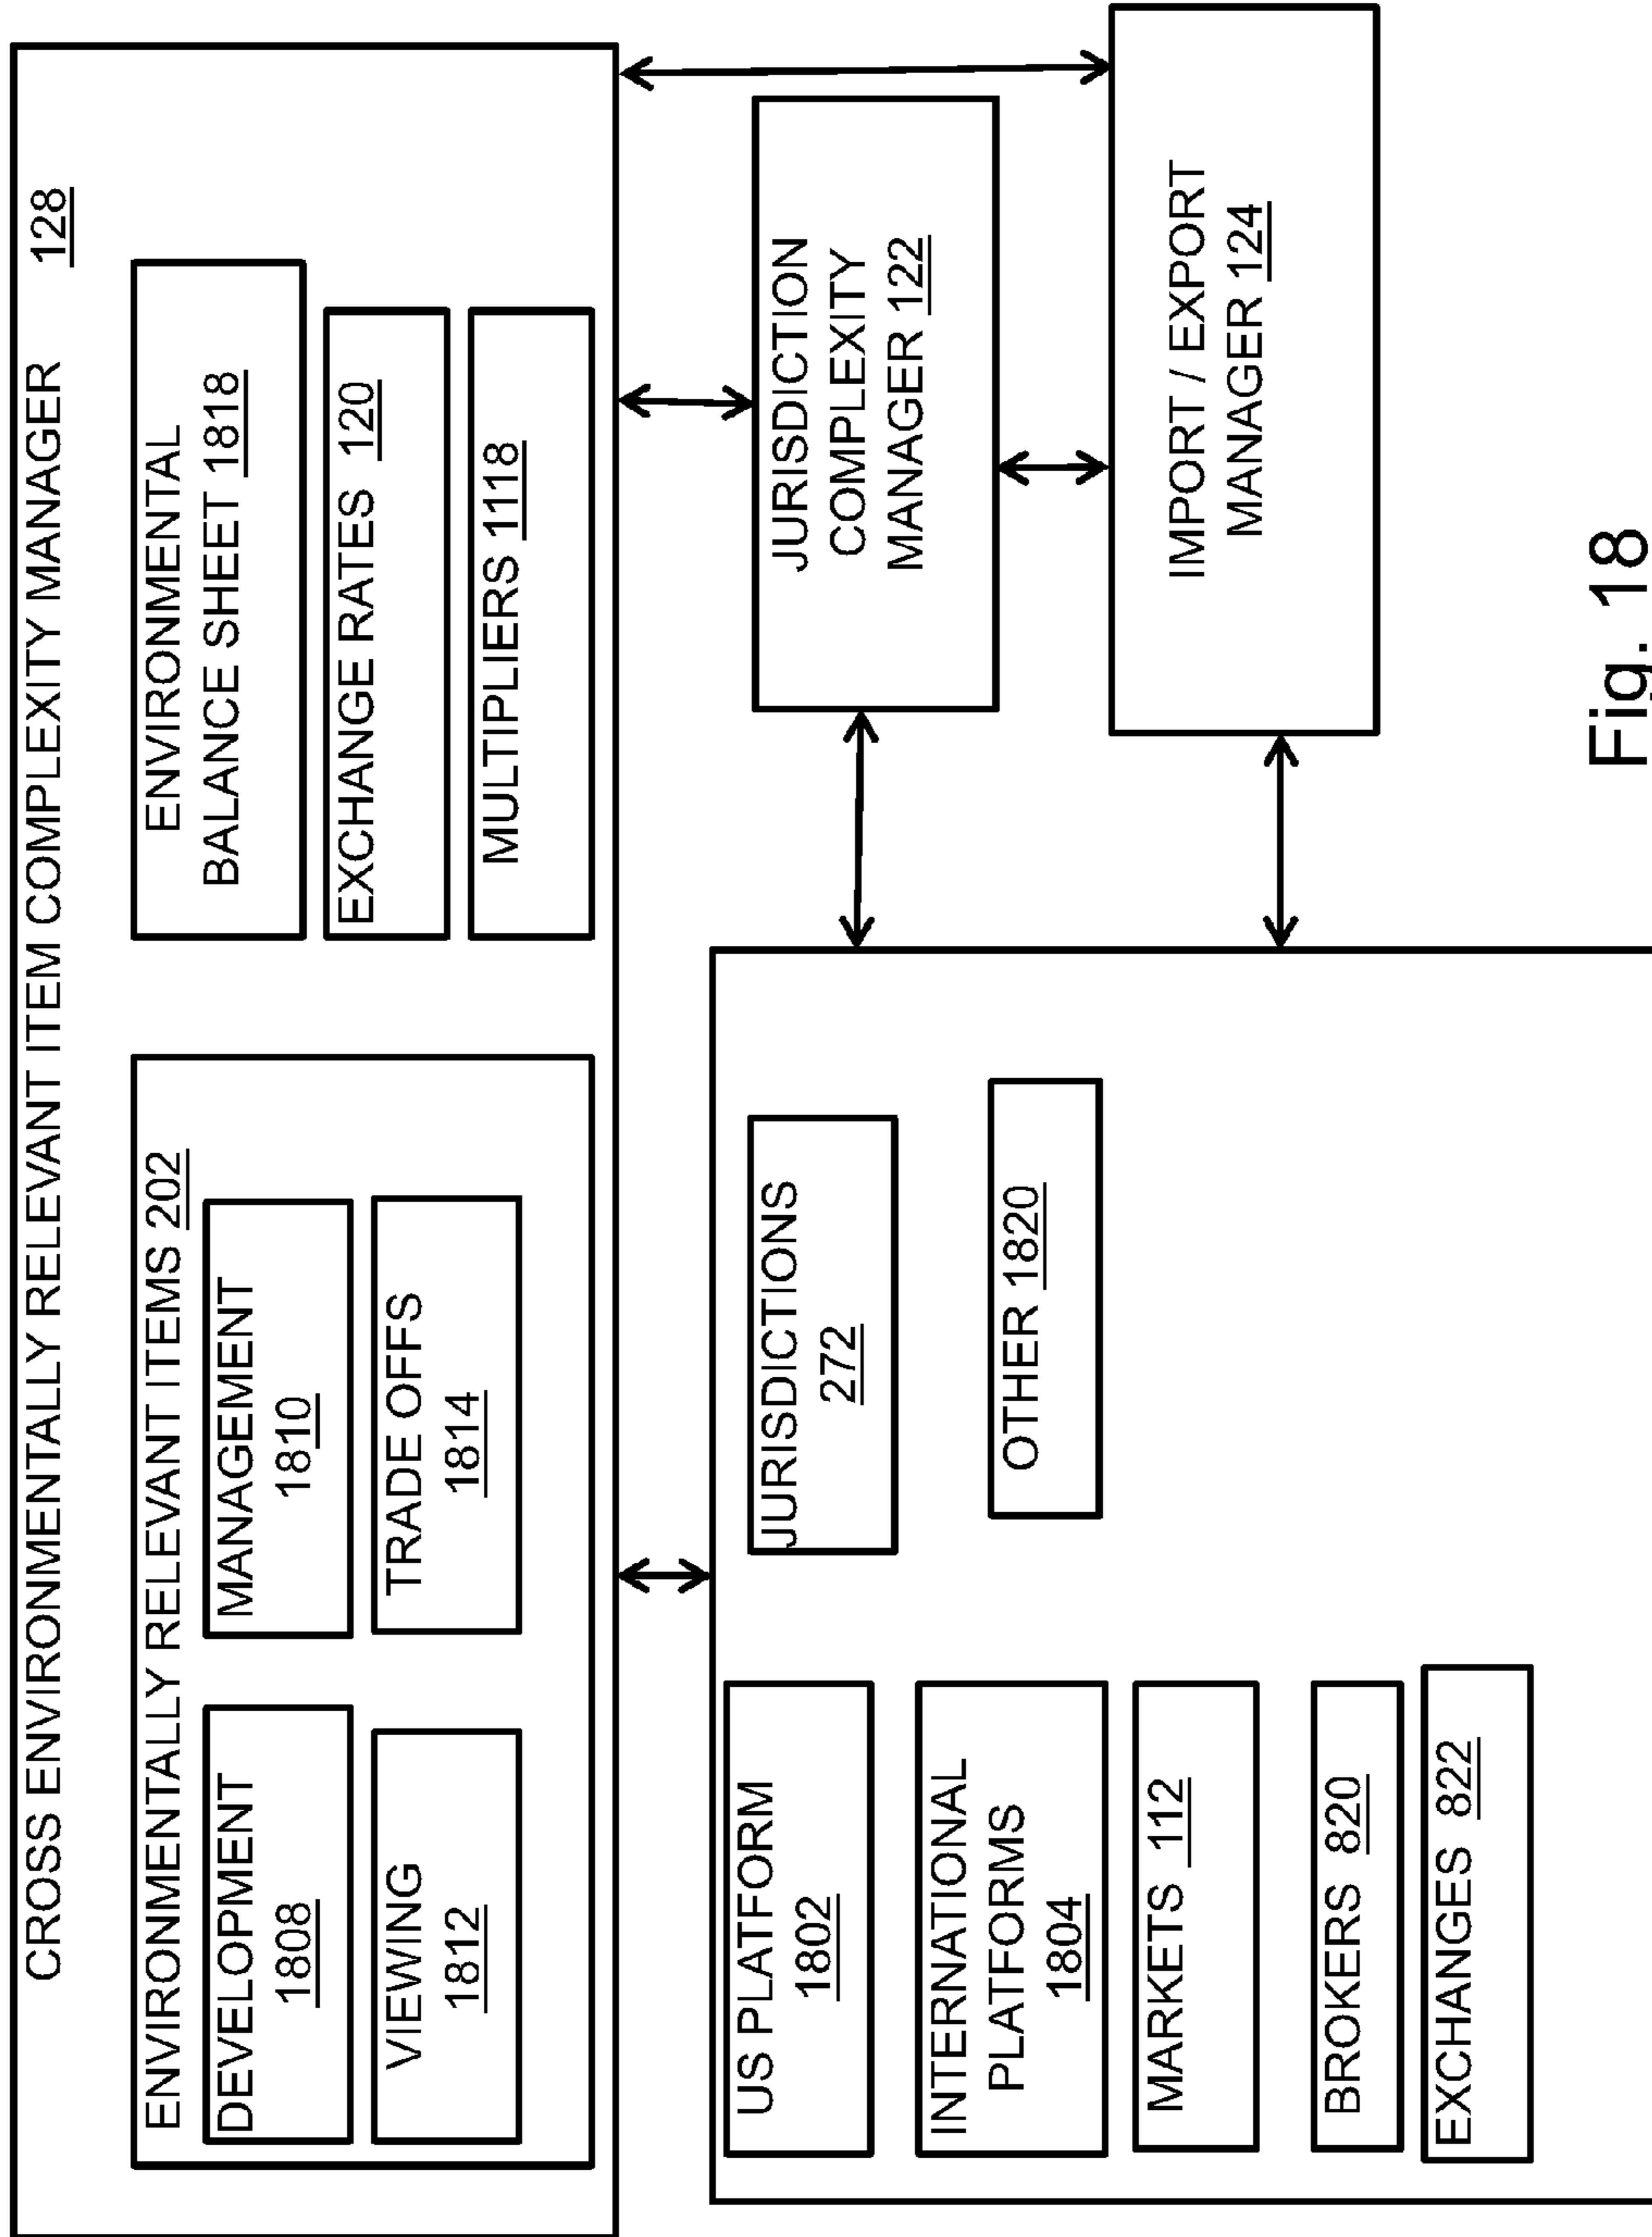 CROSS ENVIRONMENTALLY RELEVANT ITEM COMPLEXITY MANAGER 128
ENVIRONMENTALLY RELEVANT ITEMS 202
DEVELOPMENT
1808
MANAGEMENT
1810
VIEWING
1812
TRADE OFFS
1814
ENVIRONMENTAL
BALANCE SHEET 1818
EXCHANGE RATES 120
MULTIPLIERS 1118
US PLATFORM
1802
INTERNATIONAL
PLATFORMS
1804
MARKETS 112
BROKERS 820
EXCHANGES 822
JURISDICTIONS
272
OTHER 1820
JURISDICTION
COMPLEXITY
MANAGER 122
IMPORT / EXPORT
MANAGER 124
Fig. 18